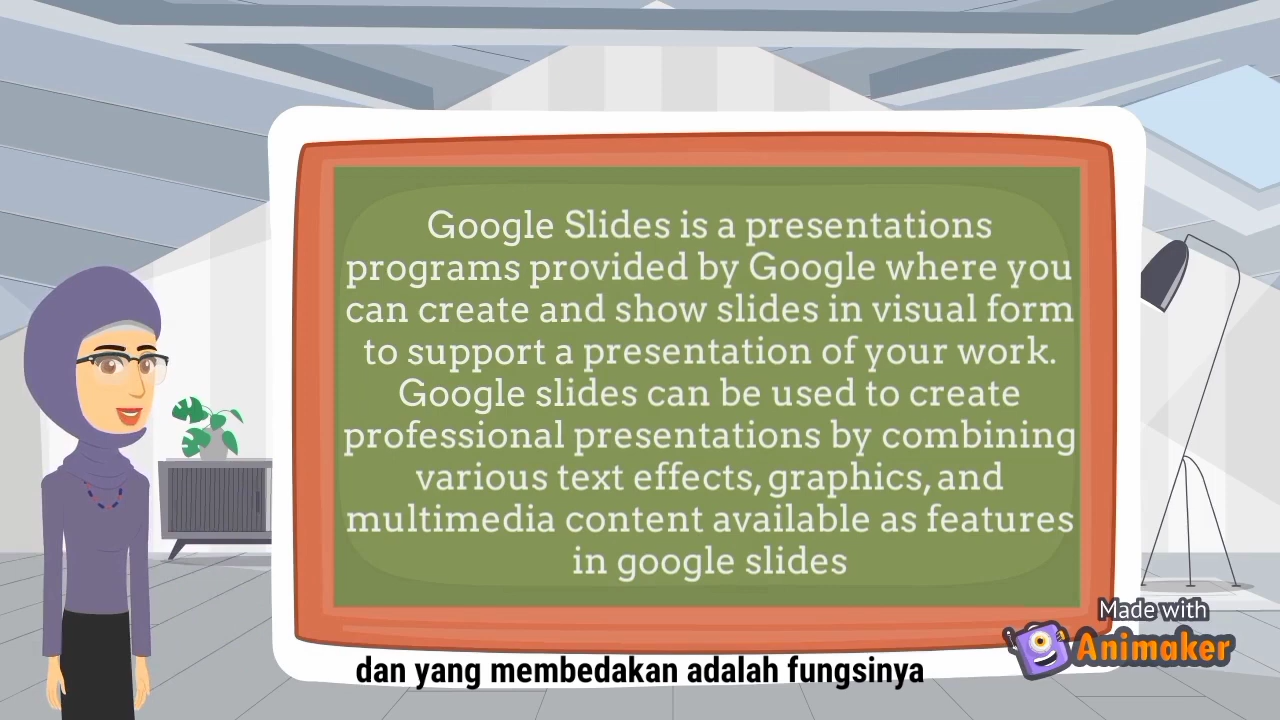 Google Slides is a presentations
programs provided by Google where you
can create and show slides in visual form
to support a presentation of your work.
Google slides can be used to create
professional presentations by combining
various text effects, graphics, and
multimedia content available as features
in google slides
Made with
Animaker
dan yang membedakan adalah fungsinya